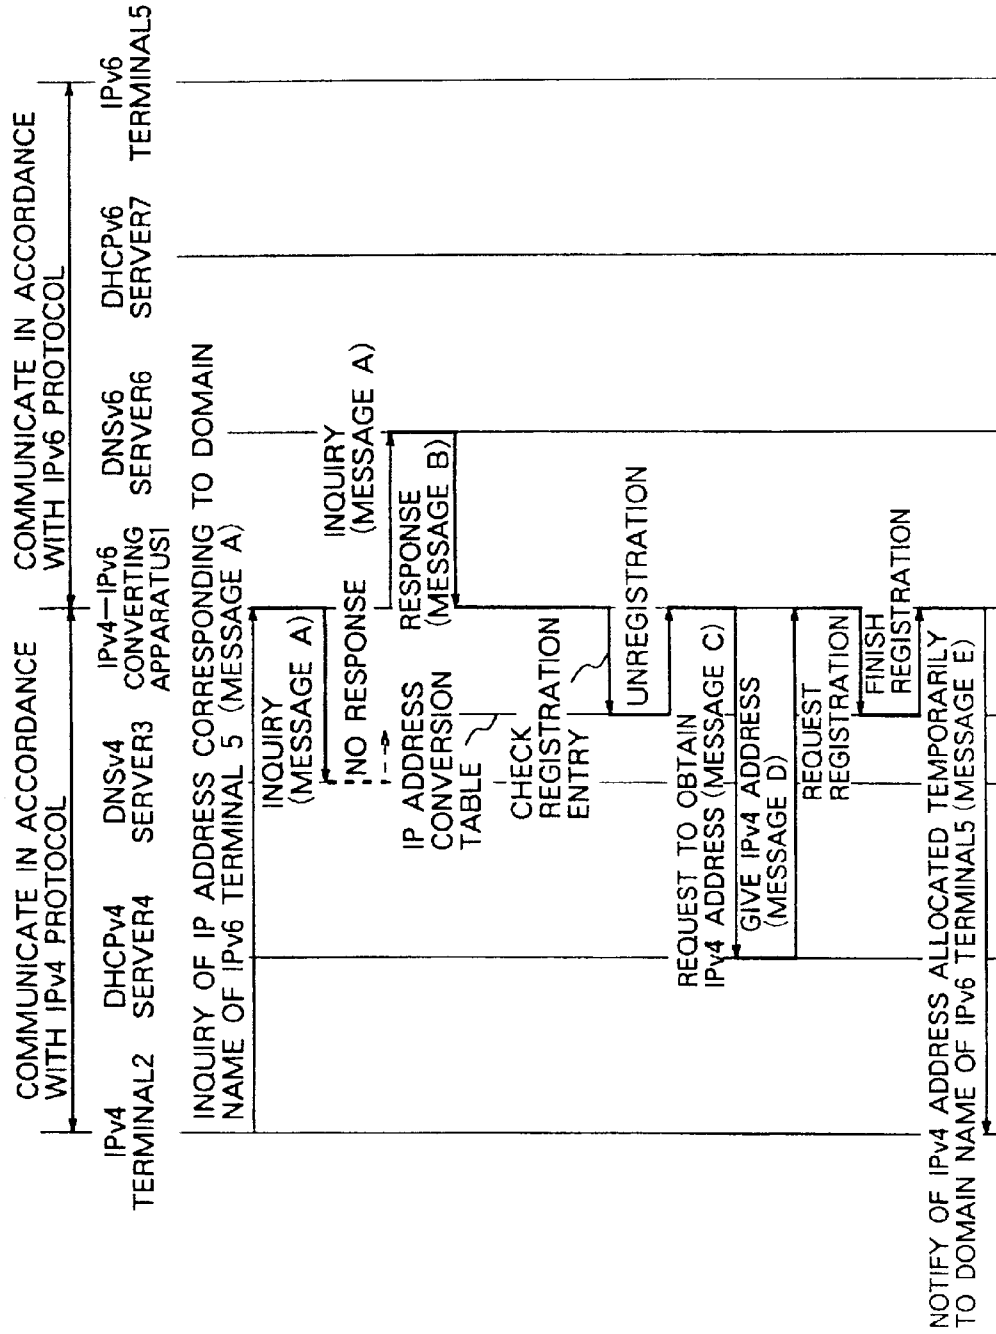 COMMUNICATE IN ACCORDANCE
WITH IPv4 PROTOCOL
COMMUNICATE IN ACCORDANCE
WITH IPv6 PROTOCOL
IPv4
TERMINAL2
DHCPv4
SERVER4
DNSv4
SERVER3
IPv4-IPv6
CONVERTING
APPARATUS1
DNSv6
SERVER6
DHCPv6
SERVER7
IPv6
TERMINAL5
INQUIRY OF IP ADDRESS CORRESPONDING TO DOMAIN
NAME OF IPv6 TERMINAL 5 (MESSAGE A)
INQUIRY
(MESSAGE A)
NO RESPONSE
INQUIRY
(MESSAGE A)
RESPONSE
(MESSAGE B)
IP ADDRESS
CONVERSION
TABLE
CHECK
REGISTRATION
ENTRY
UNREGISTRATION
REQUEST TO OBTAIN
IPv4 ADDRESS (MESSAGE C)
GIVE IPv4 ADDRESS
(MESSAGE D)
REQUEST
REGISTRATION
FINISH
REGISTRATION
NOTIFY OF IPv4 ADDRESS ALLOCATED TEMPORARILY
TO DOMAIN NAME OF IPv6 TERMINAL5 (MESSAGE E)